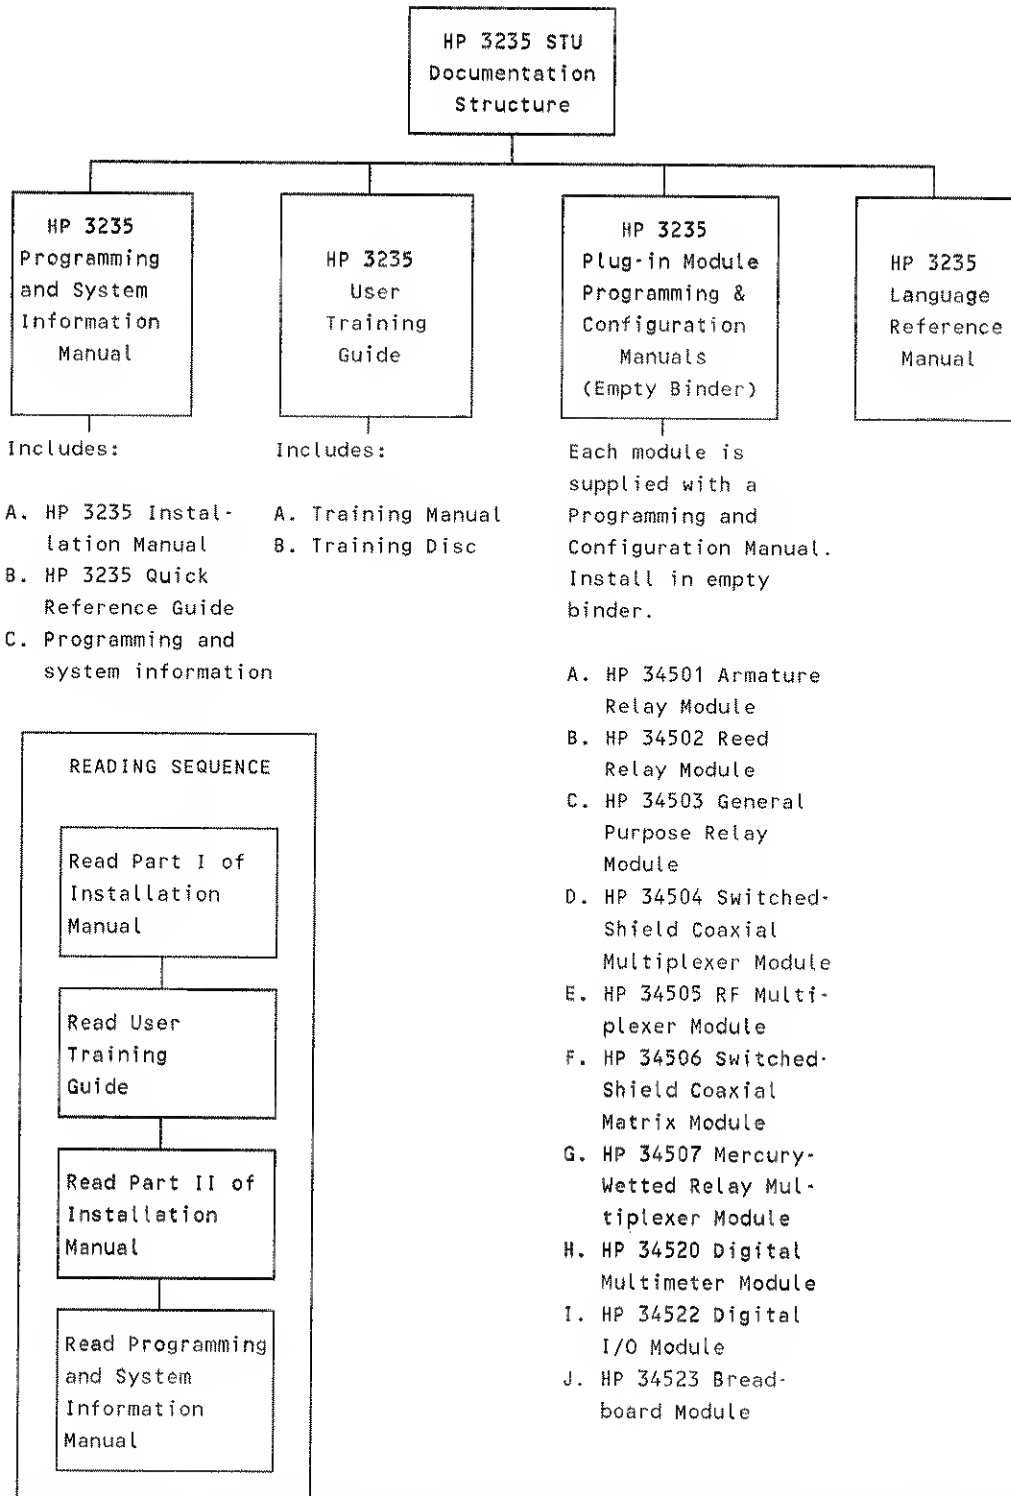 HP 3235 STU
Documentation
Structure
HP 3235
Programming
and System
Information
Manual
HP 3235
User
Training
Guide
HP 3235
Plug-in Module
Programming &
Configuration
Manuals
(Empty Binder)
HP 3235
Language
Reference
Manual
Includes:
A. HP 3235 Instal-
lation Manual
B. HP 3235 Quick
Reference Guide
C. Programming and
system information
Includes:
A. Training Manual
B. Training Disc
Each module is
supplied with a
Programming and
Configuration Manual.
Install in empty
binder.
A. HP 34501 Armature
Relay Module
B. HP 34502 Reed
Relay Module
C. HP 34503 General
Purpose Relay
Module
D. HP 34504 Switched-
Shield Coaxial
Multiplexer Module
E. HP 34505 RF Multi-
plexer Module
F. HP 34506 Switched-
Shield Coaxial
Matrix Module
G. HP 34507 Mercury-
Wetted Relay Mul-
tiplexer Module
H. HP 34520 Digital
Multimeter Module
I. HP 34522 Digital
I/O Module
J. HP 34523 Bread-
board Module
READING SEQUENCE
Read Part I of
Installation
Manual
Read User
Training
Guide
Read Part II of
Installation
Manual
Read Programming
and System
Information
Manual